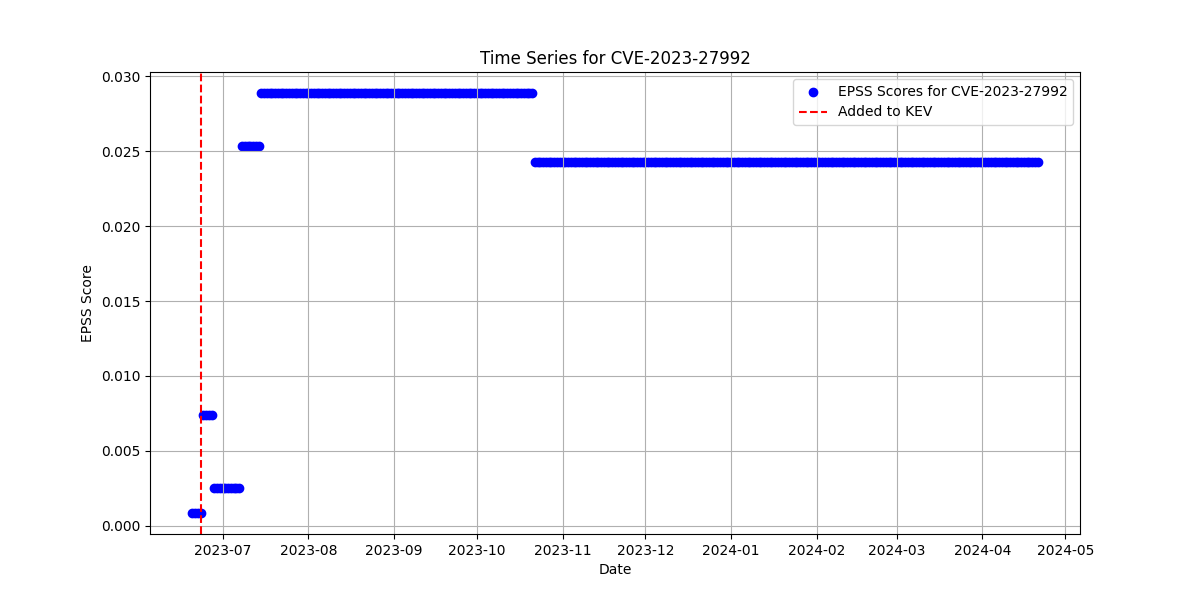 Time Series for CVE-2023-27992
EPSS Scores for CVE-2023-27992
Added to KEV
EPSS Score
0.030
0.025
0.020
0.015
0.010
0.005
0.000
2023-07 2023-08 2023-09 2023-10 2023-11 2023-12 2024-01 2024-02 2024-03 2024-04 2024-05
Date